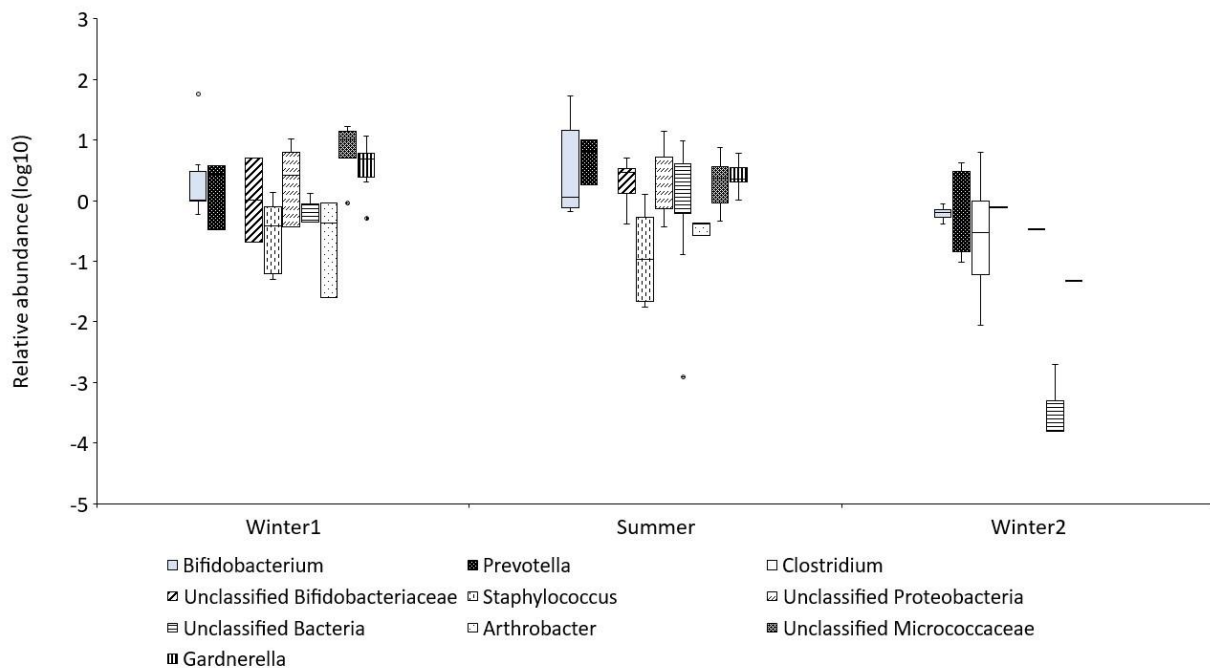 3
2
1
0
-1
-2
-3
-4
-5
Relative abundance (log10)
Winter1 Summer Winter2
Bifidobacterium Prevotella Clostridium
Unclassified Bifidobacteriaceae Staphylococcus Unclassified Proteobacteria
Unclassified Bacteria Arthrobacter Unclassified Micrococcaceae
Gardnerella